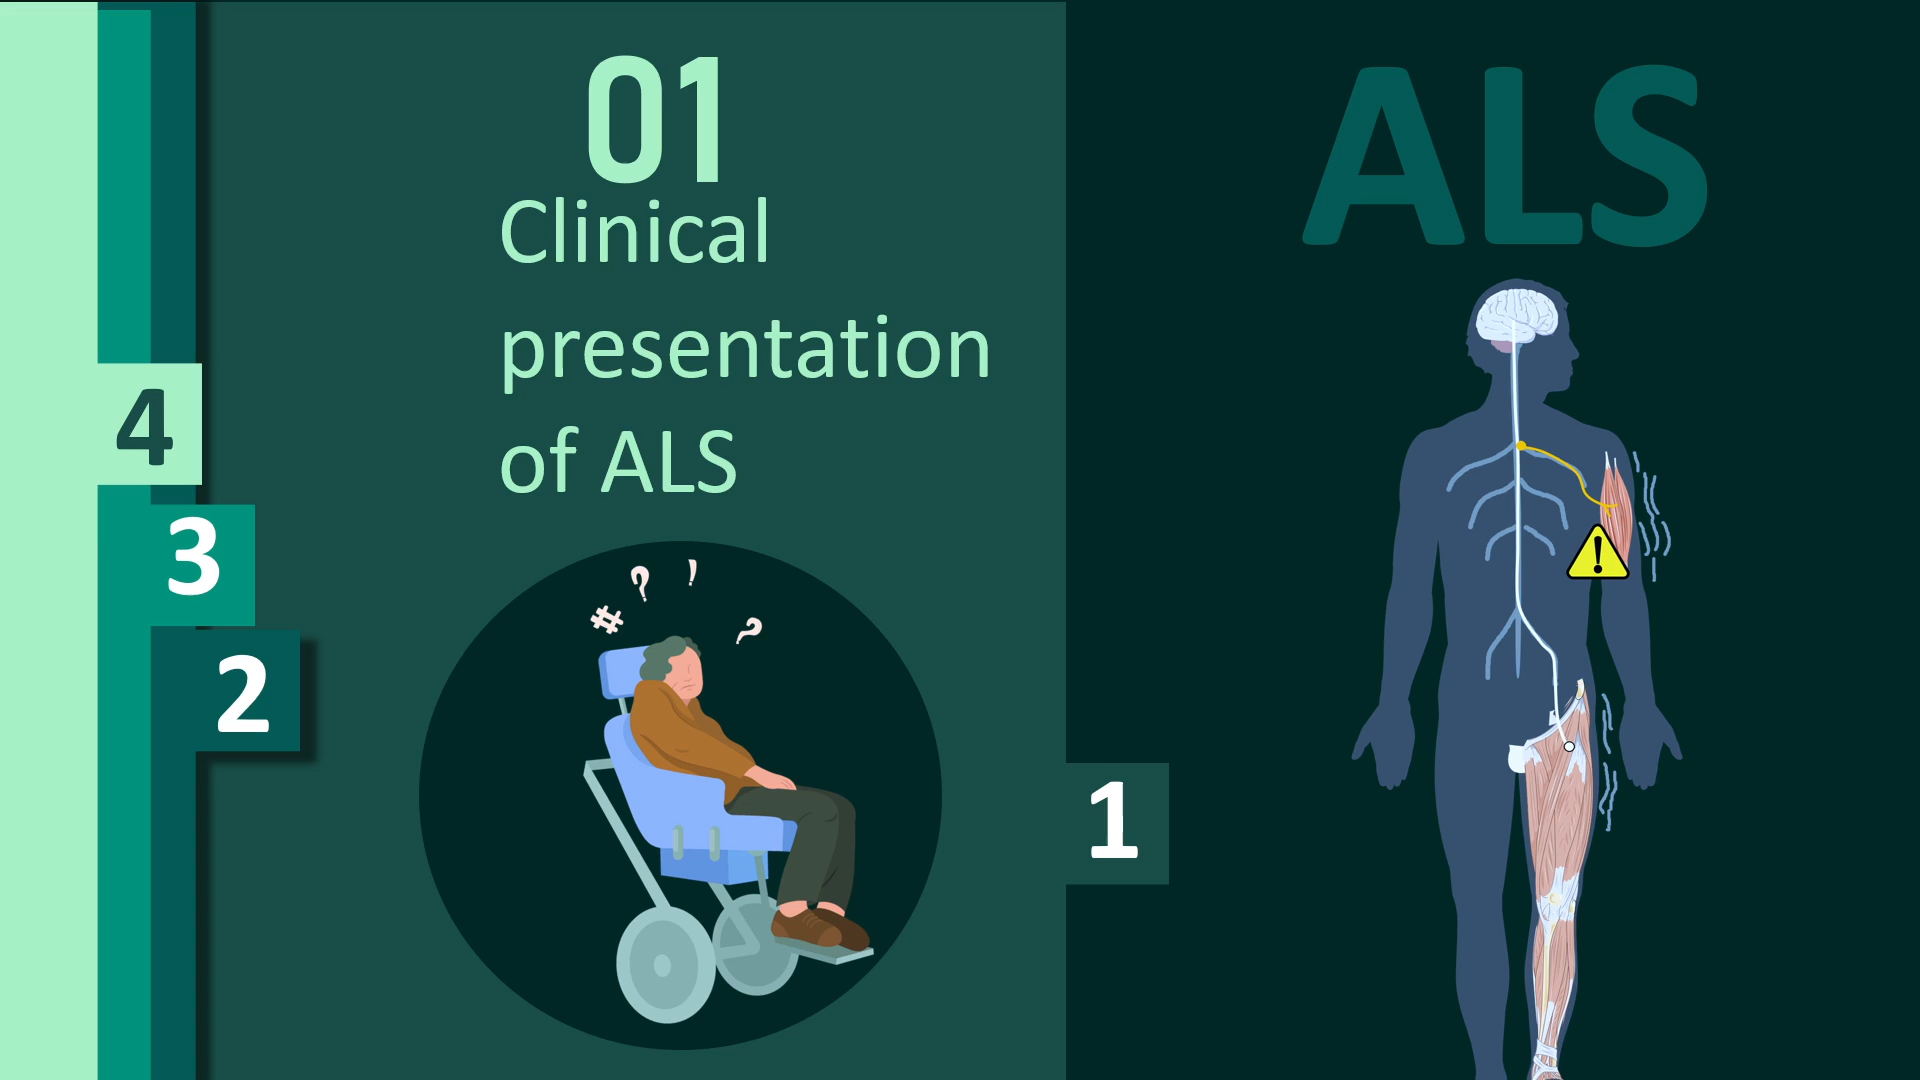 01
Clinical
presentation
of ALS
4
3
2
# ? ! ?
1
ALS
!